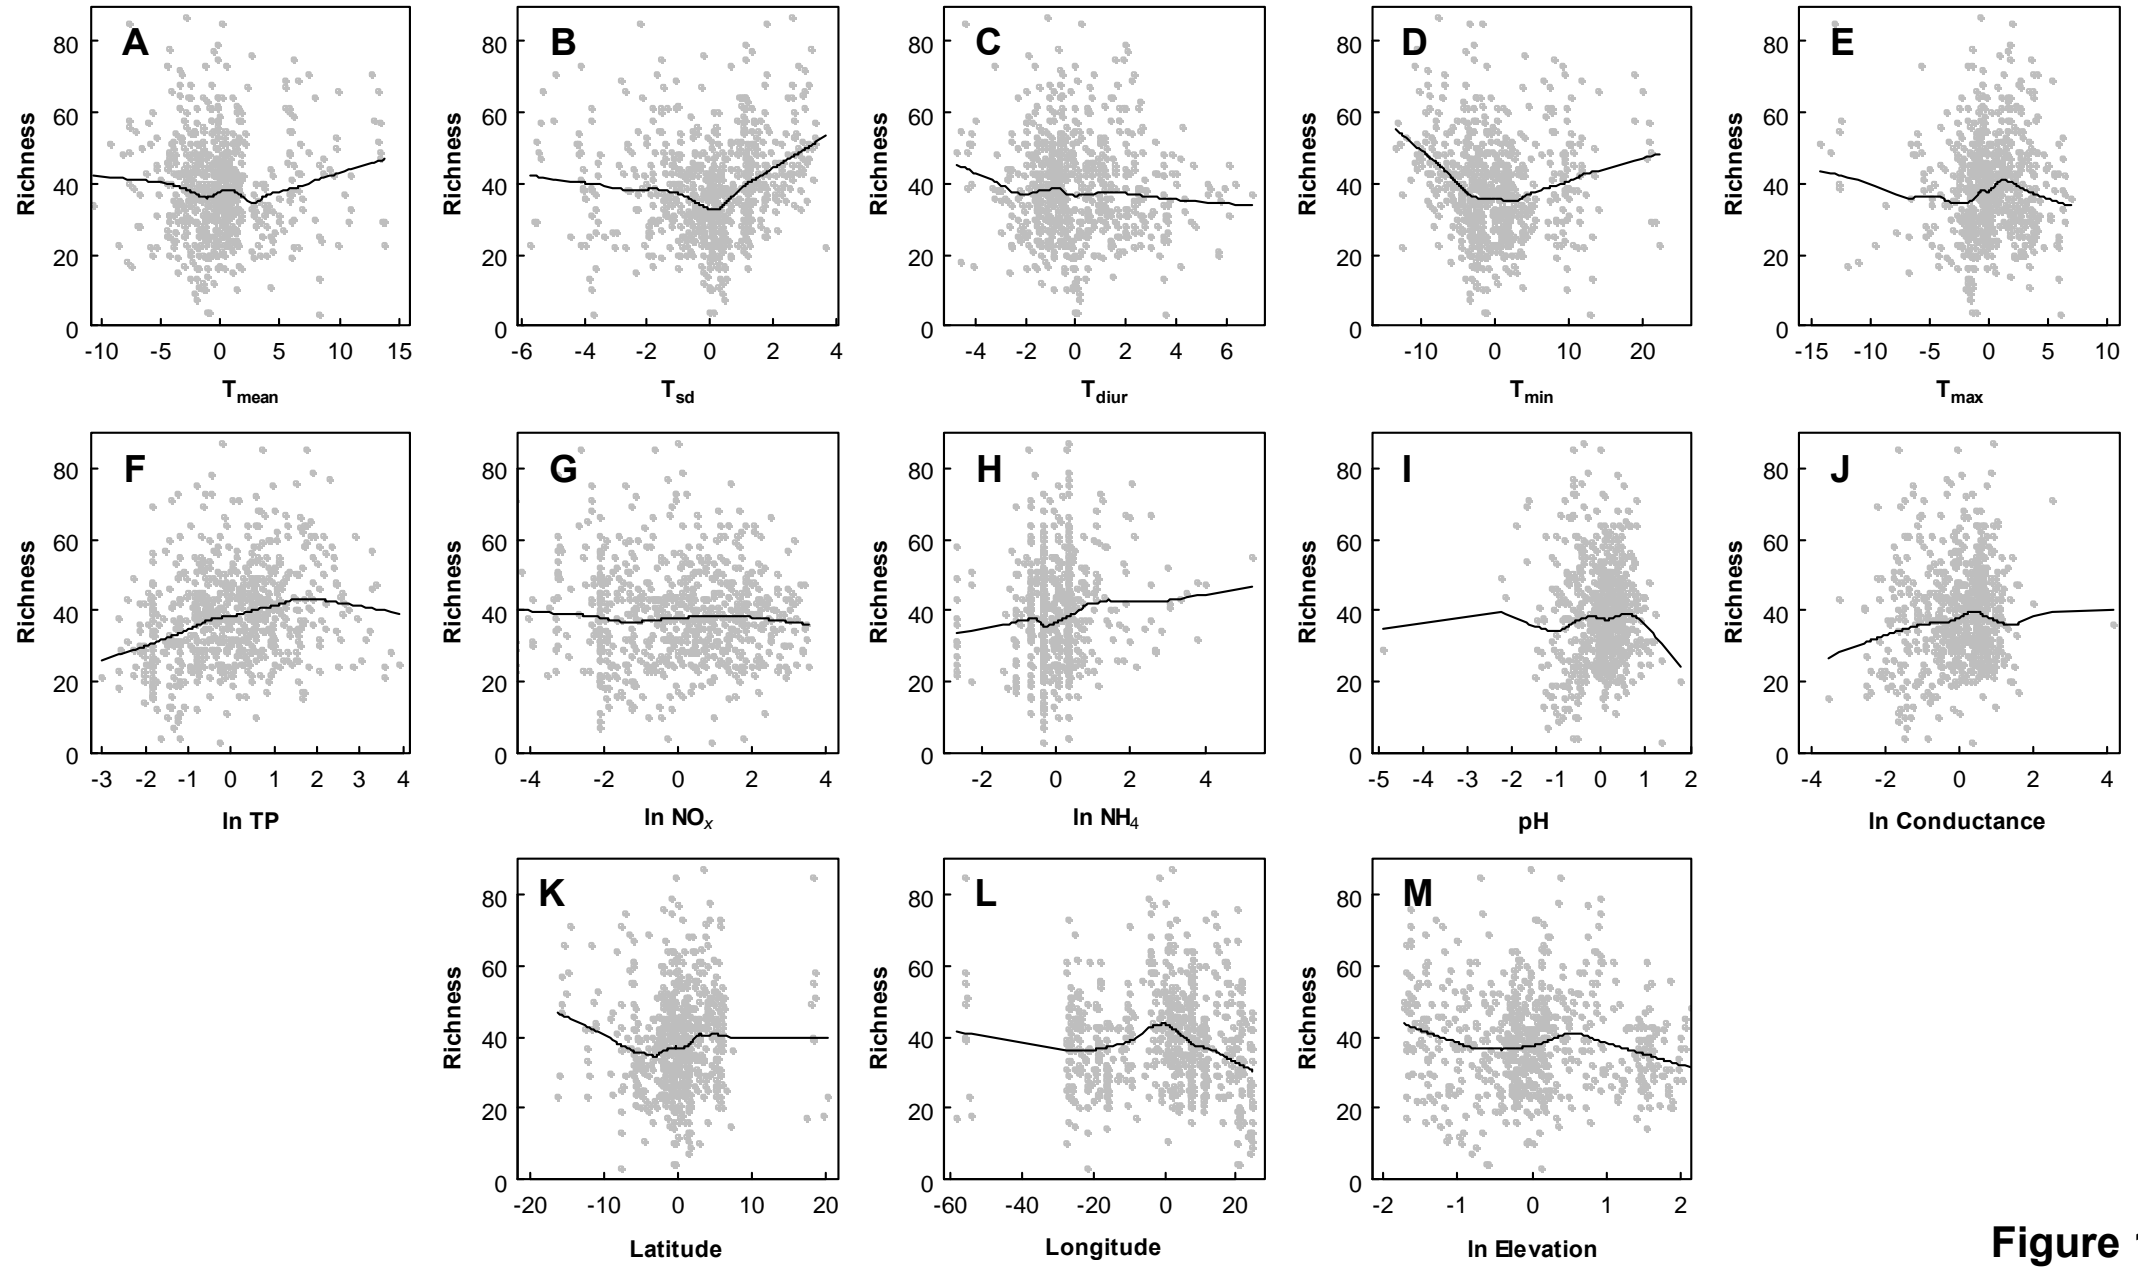 A B C D E
Richness 0 20 40 60 80
Richness 0 20 40 60 80
Richness 0 20 40 60 80
Richness 0 20 40 60 80
Richness 0 20 40 60 80
-10 -5 0 5 10 15
-6 -4 -2 0 2 4
-4 -2 0 2 4 6
-10 0 10 20
-15 -10 -5 0 5 10
Tmean
Tsd
Tdiur
Tmin
Tmax
F G H I J
Richness 0 20 40 60 80
Richness 0 20 40 60 80
Richness 0 20 40 60 80
Richness 0 20 40 60 80
Richness 0 20 40 60 80
-3 -2 -1 0 1 2 3 4
-4 -2 0 2 4
-2 0 2 4
-5 -4 -3 -2 -1 0 1 2
-4 -2 0 2 4
ln TP
ln NOx
ln NH4
pH
ln Conductance
K L M
Richness 0 20 40 60 80
Richness 0 20 40 60 80
Richness 0 20 40 60 80
-20 -10 0 10 20
-60 -40 -20 0 20
-2 -1 0 1 2
Latitude
Longitude
ln Elevation
Figure